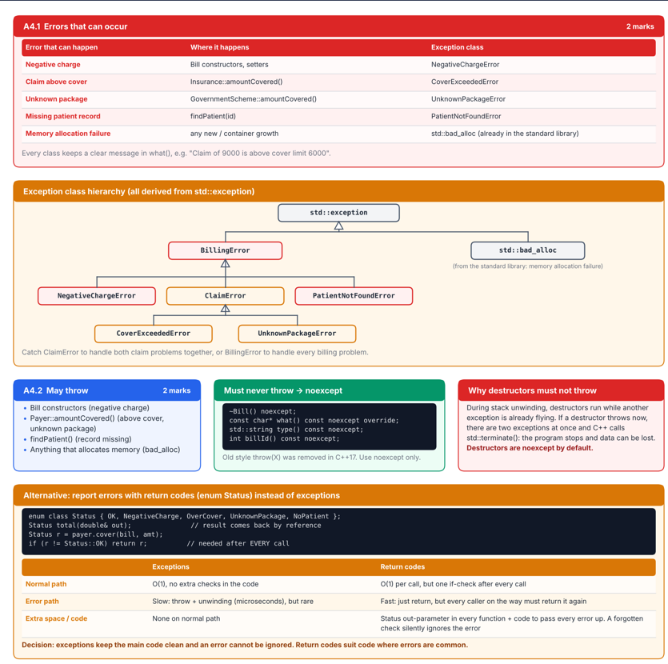 A4.1 Errors that can occur 2 marks
Error that can happen Where it happens Exception class
Negative charge Bill constructors, setters NegativeChargeError
Claim above cover Insurance::amountCovered() CoverExceededError
Unknown package GovernmentScheme::amountCovered() UnknownPackageError
Missing patient record findPatient(id) PatientNotFoundError
Memory allocation failure any new / container growth std::bad_alloc (already in the standard library)
Every class keeps a clear message in what(), e.g. "Claim of 9000 is above cover limit 6000".
Exception class hierarchy (all derived from std::exception)
std::exception
BillingError std::bad_alloc
(from the standard library: memory allocation failure)
NegativeChargeError ClaimError PatientNotFoundError
CoverExceededError UnknownPackageError
Catch ClaimError to handle both claim problems together, or BillingError to handle every billing problem.
A4.2 May throw 2 marks
• Bill constructors (negative charge)
• Payer::amountCovered() (above cover,
unknown package)
• findPatient() (record missing)
• Anything that allocates memory (bad_alloc)
Must never throw → noexcept
~Bill() noexcept;
const char* what() const noexcept override;
std::string type() const noexcept;
int billId() const noexcept;
Old style throw(X) was removed in C++17. Use noexcept only.
Why destructors must not throw
During stack unwinding, destructors run while another
exception is already flying. If a destructor throws now,
there are two exceptions at once and C++ calls
std::terminate(): the program stops and data can be lost.
Destructors are noexcept by default.
Alternative: report errors with return codes (enum Status) instead of exceptions
enum class Status { OK, NegativeCharge, OverCover, UnknownPackage, NoPatient };
Status total(double& out); // result comes back by reference
Status r = payer.cover(bill, amt);
if (r != Status::OK) return r; // needed after EVERY call
Exceptions Return codes
Normal path O(1), no extra checks in the code O(1) per call, but one if-check after every call
Error path Slow: throw + unwinding (microseconds), but rare Fast: just return, but every caller on the way must return it again
Extra space / code None on normal path Status out-parameter in every function + code to pass every error up. A forgotten
check silently ignores the error
Decision: exceptions keep the main code clean and an error cannot be ignored. Return codes suit code where errors are common.